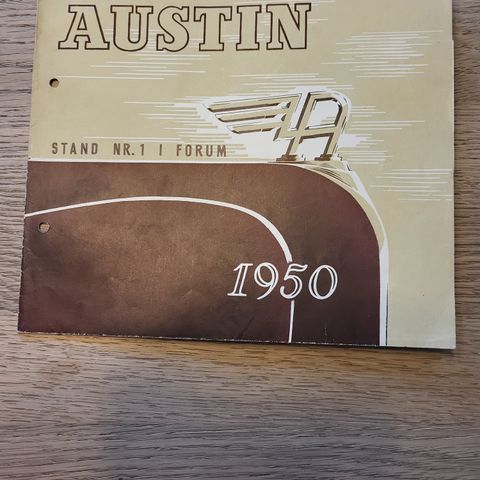 AUSTIN
STAND NR.1 I FORUM
1950